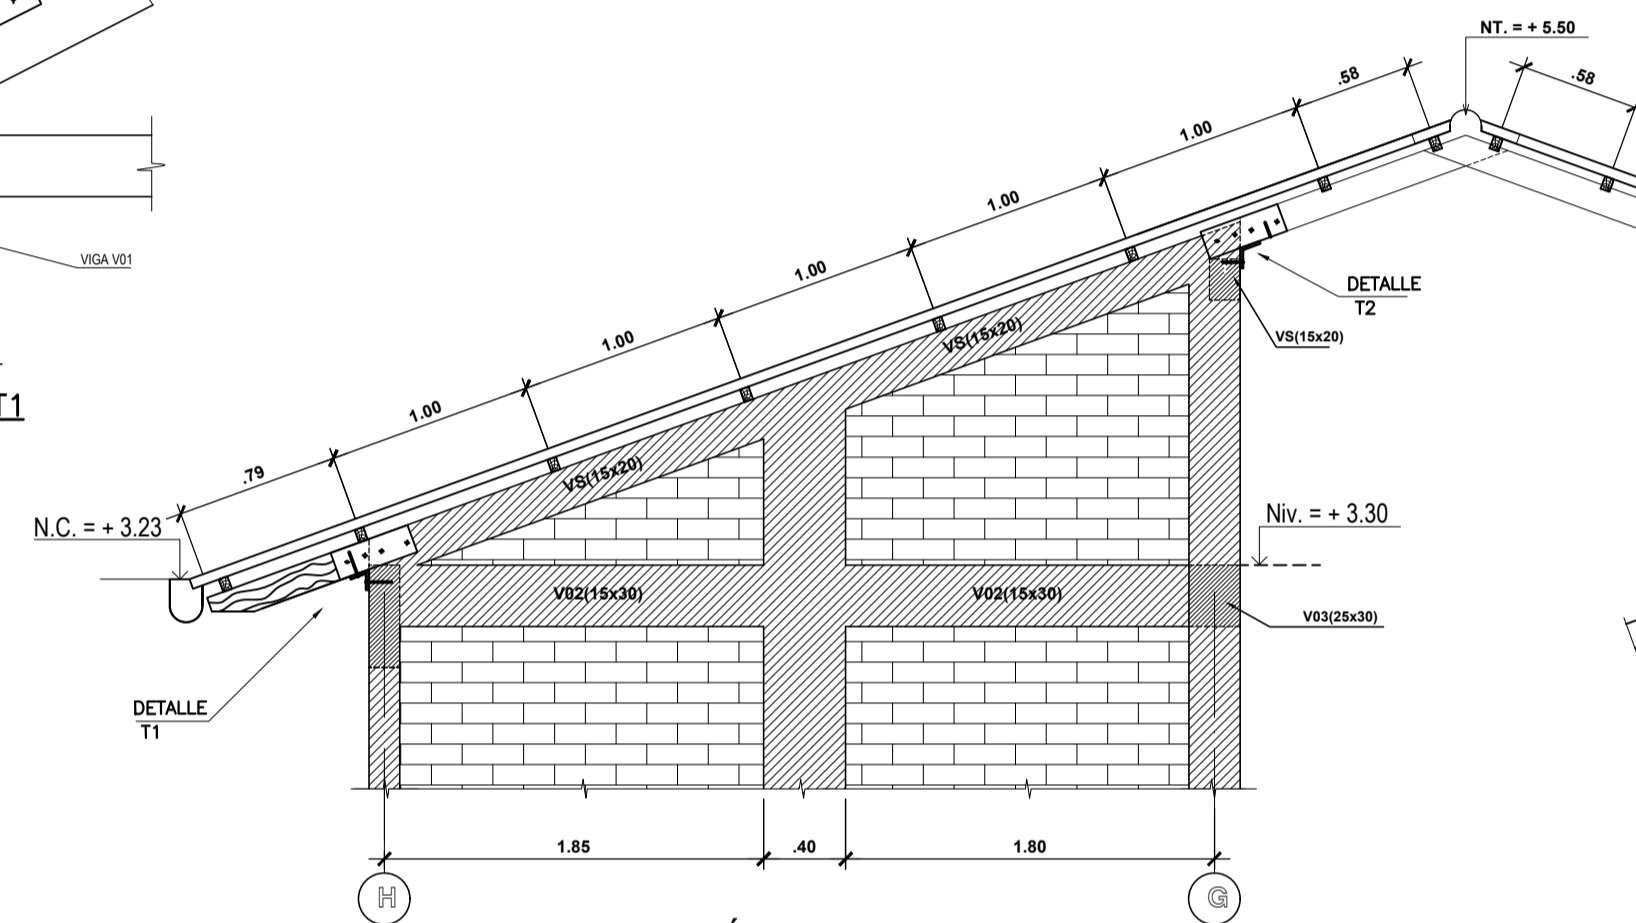 NT. = + 5.50
.58
.58
1.00
1.00
1.00
1.00
1.00
.79
VIGA V01
T1
DETALLE
T2
VS(15x20)
VS(15x20)
VS(15x20)
N.C. = + 3.23
Niv. = + 3.30
V02(15x30)
V02(15x30)
V03(25x30)
DETALLE
T1
1.85
.40
1.80
H
G